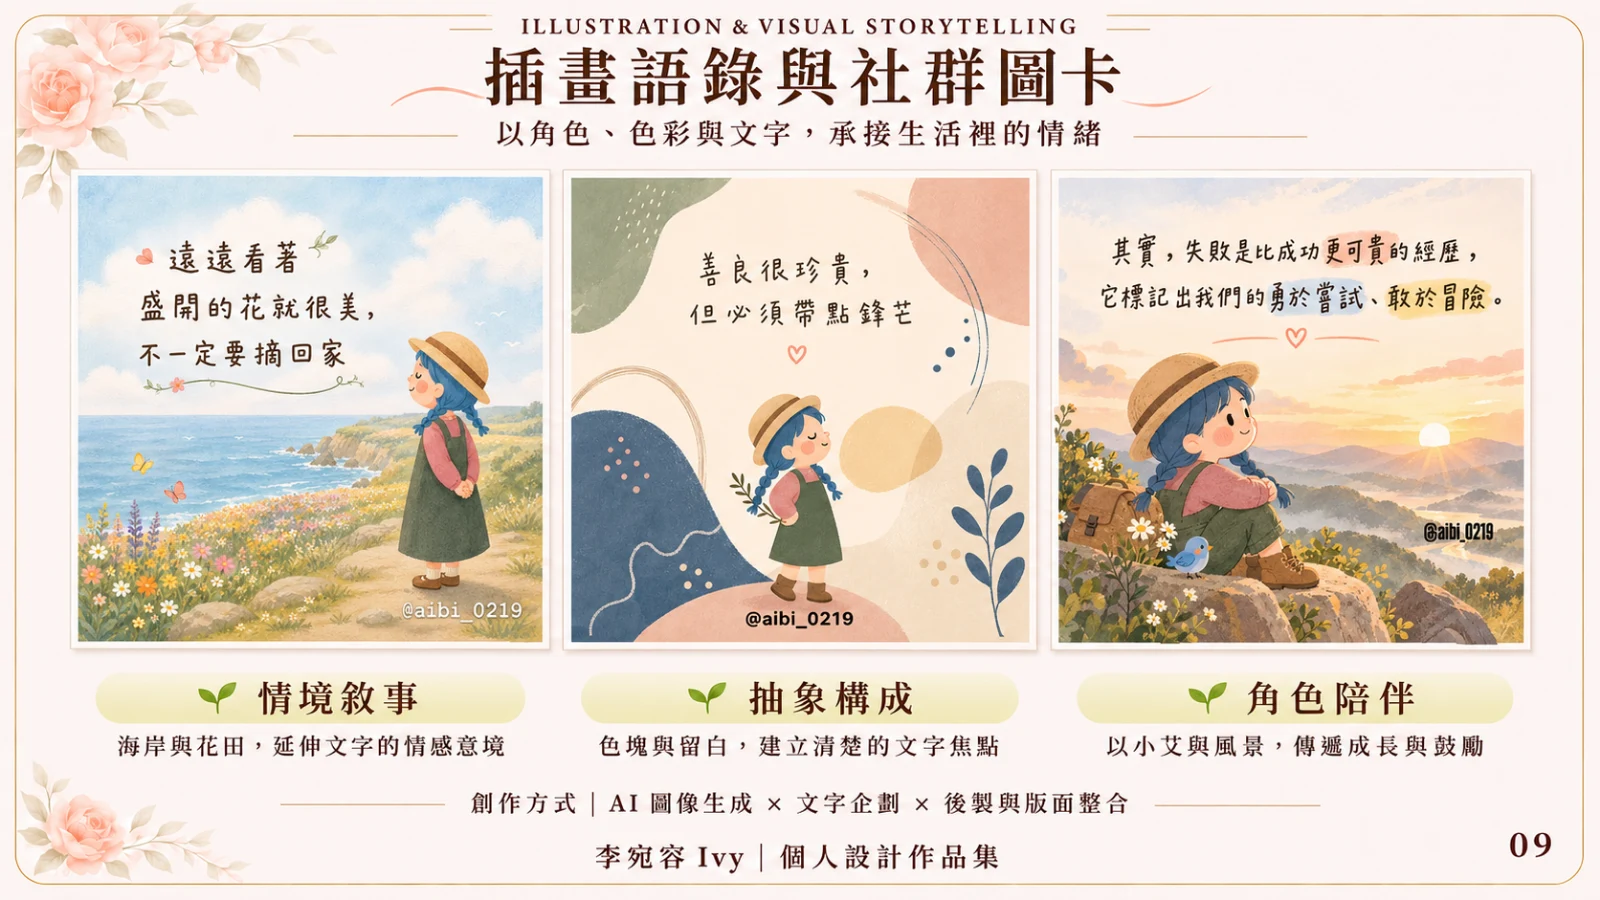 ILLUSTRATION & VISUAL STORYTELLING
插畫語錄與社群圖卡
以角色、色彩與文字，承接生活裡的情緒
遠遠看著
盛開的花就很美，
不一定要摘回家
@aibi_0219
善良很珍貴，
但必須帶點鋒芒
@aibi_0219
其實，失敗是比成功更可貴的經歷，
它標記出我們的勇於嘗試、敢於冒險。
@aibi_0219
情境敘事
海岸與花田，延伸文字的情感意境
抽象構成
色塊與留白，建立清楚的文字焦點
角色陪伴
以小艾與風景，傳遞成長與鼓勵
創作方式｜AI 圖像生成 × 文字企劃 × 後製與版面整合
李宛容 Ivy｜個人設計作品集
09